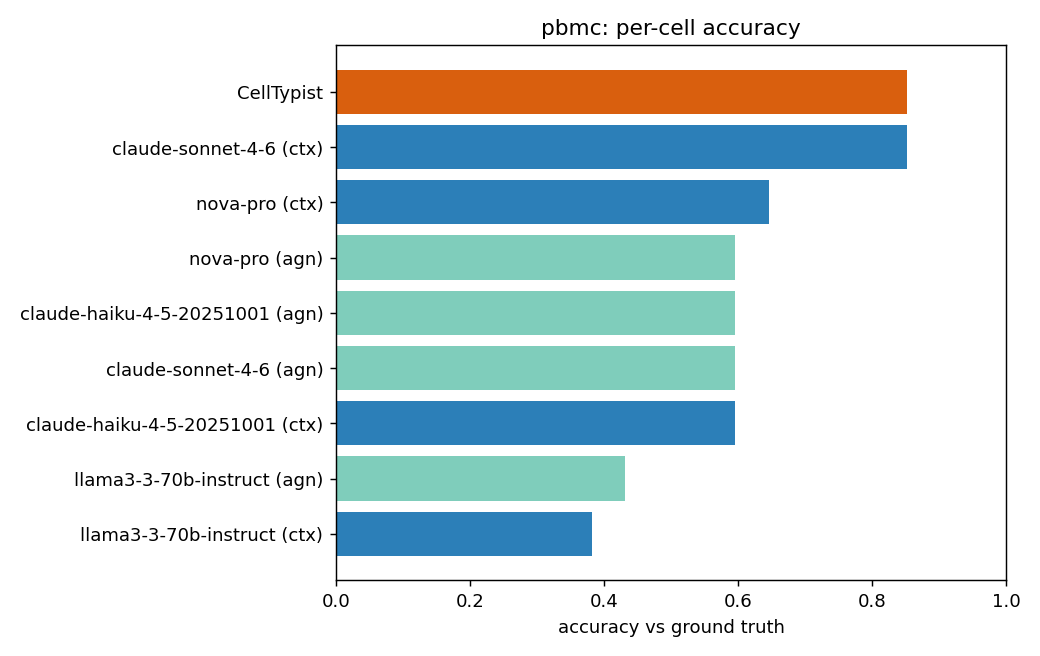 pbmc: per-cell accuracy
CellTypist
claude-sonnet-4-6 (ctx)
nova-pro (ctx)
nova-pro (agn)
claude-haiku-4-5-20251001 (agn)
claude-sonnet-4-6 (agn)
claude-haiku-4-5-20251001 (ctx)
llama3-3-70b-instruct (agn)
llama3-3-70b-instruct (ctx)
0.0 0.2 0.4 0.6 0.8 1.0
accuracy vs ground truth